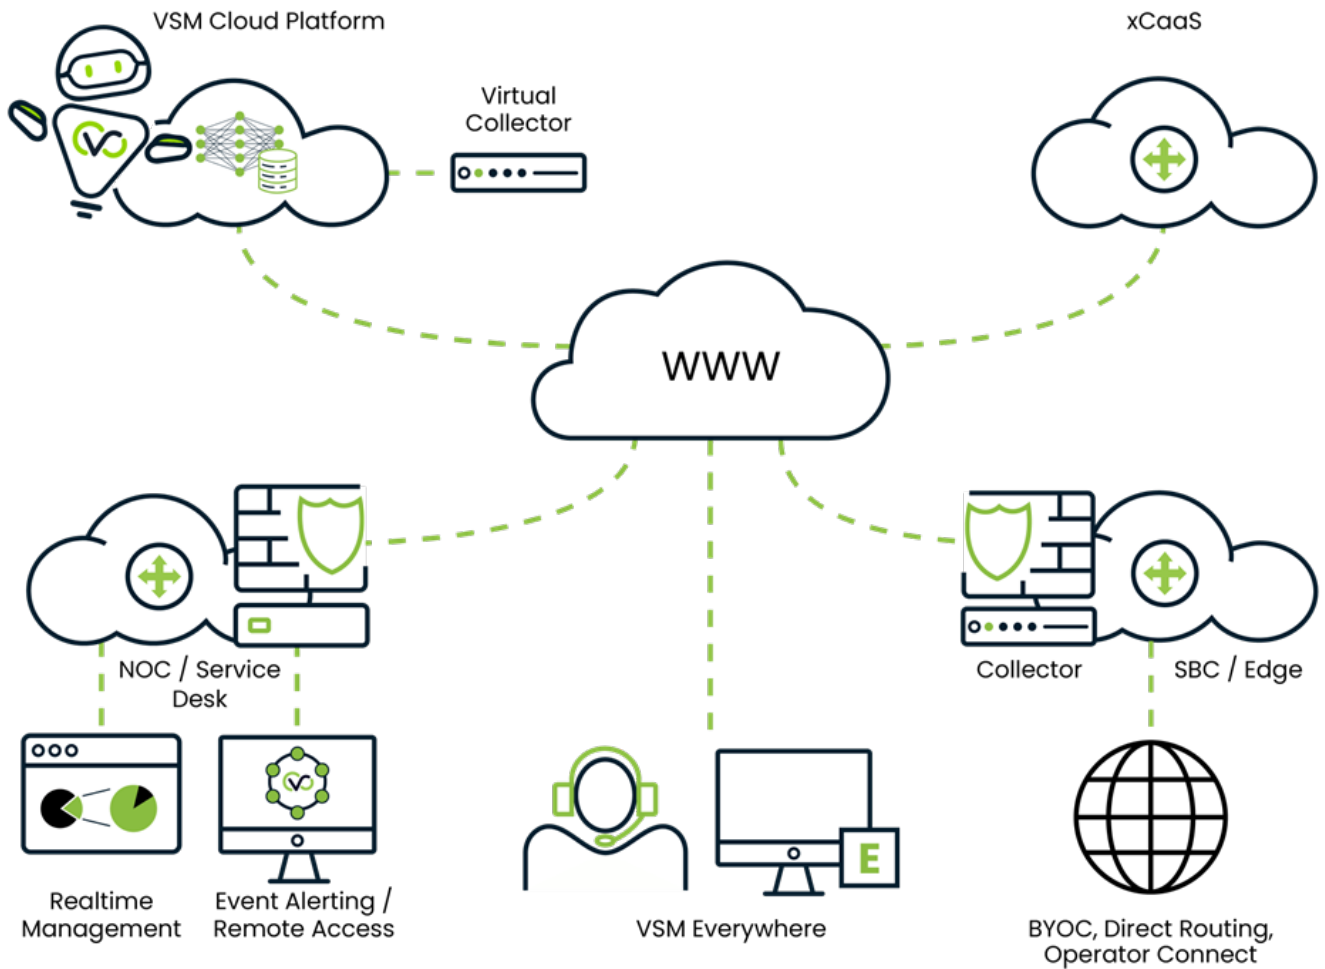 VSM Cloud Platform
xCaaS
Virtual
Collector
WWW
NOC / Service
Desk
Collector
SBC / Edge
E
Realtime
Management
Event Alerting /
Remote Access
VSM Everywhere
BYOC, Direct Routing,
Operator Connect